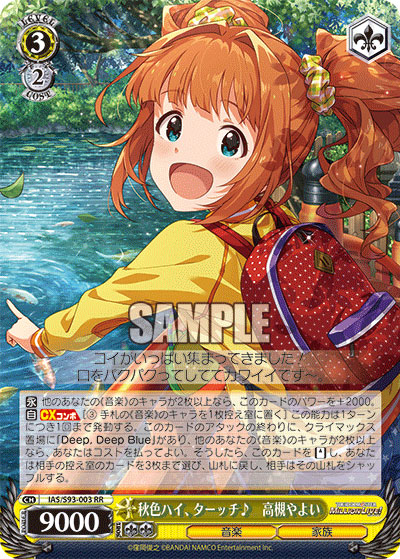 LEVEL
3
2
COST
SAMPLE
コイがいっぱい集まってきました！
口をパクパクってしててカワイイです〜
永 他のあなたの《音楽》のキャラが2枚以上なら、このカードのパワーを＋2000。
自 CXコンボ ［③ 手札の《音楽》のキャラを1枚控え室に置く］ この能力は1ターン
につき1回まで発動する。このカードのアタックの終わりに、クライマックス
置場に「Deep, Deep Blue」があり、他のあなたの《音楽》のキャラが2枚以上
なら、あなたはコストを払ってよい。そうしたら、このカードを【↑】し、あなた
は相手の控え室のカードを3枚まで選び、山札に戻し、相手はその山札をシャッ
フルする。
CH IAS/S93-003 RR
POWER
9000
秋色ハイ、ターッチ♪ 高槻やよい
音楽
家族
THE IDOLM@STER
MILLION LIVE!
©窪岡俊之 ©BANDAI NAMCO Entertainment Inc.